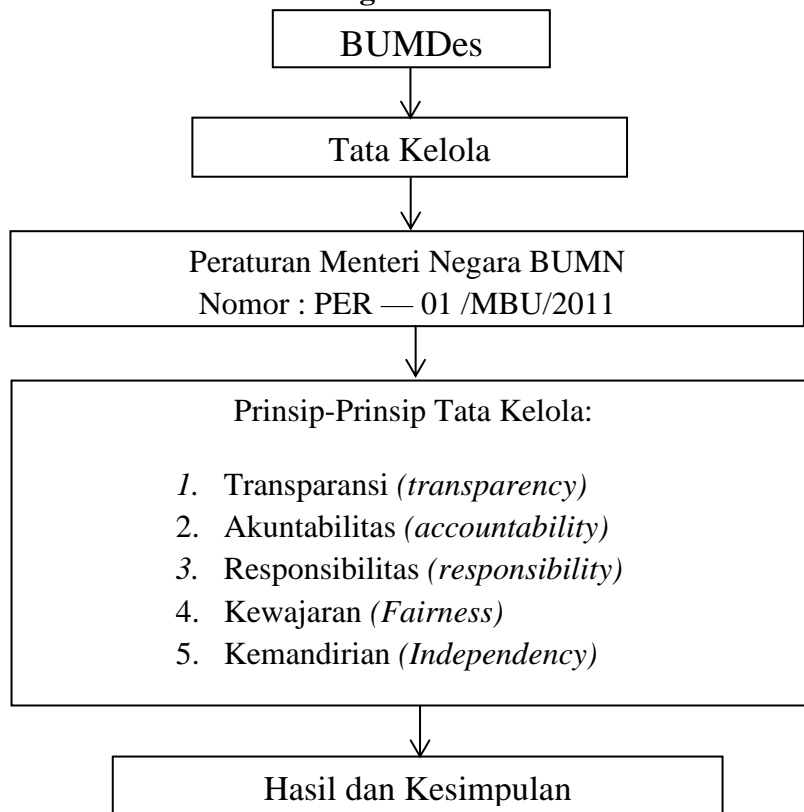 BUMDes
Tata Kelola
Peraturan Menteri Negara BUMN
Nomor : PER — 01 /MBU/2011
Prinsip-Prinsip Tata Kelola:
1. Transparansi (transparency)
2. Akuntabilitas (accountability)
3. Responsibilitas (responsibility)
4. Kewajaran (Fairness)
5. Kemandirian (Independency)
Hasil dan Kesimpulan